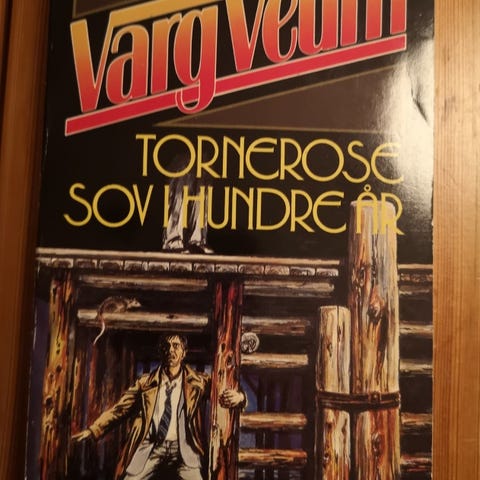 Varg Veum
TORNEROSE
SOV I HUNDRE ÅR